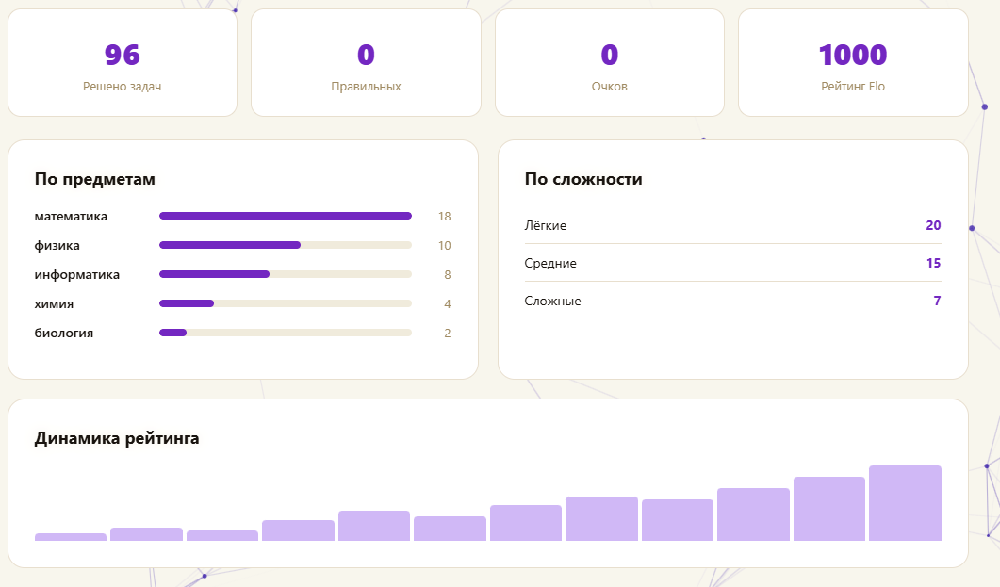 96
Решено задач
0
Правильных
0
Очков
1000
Рейтинг Elo
По предметам
математика 18
физика 10
информатика 8
химия 4
биология 2
По сложности
Лёгкие 20
Средние 15
Сложные 7
Динамика рейтинга